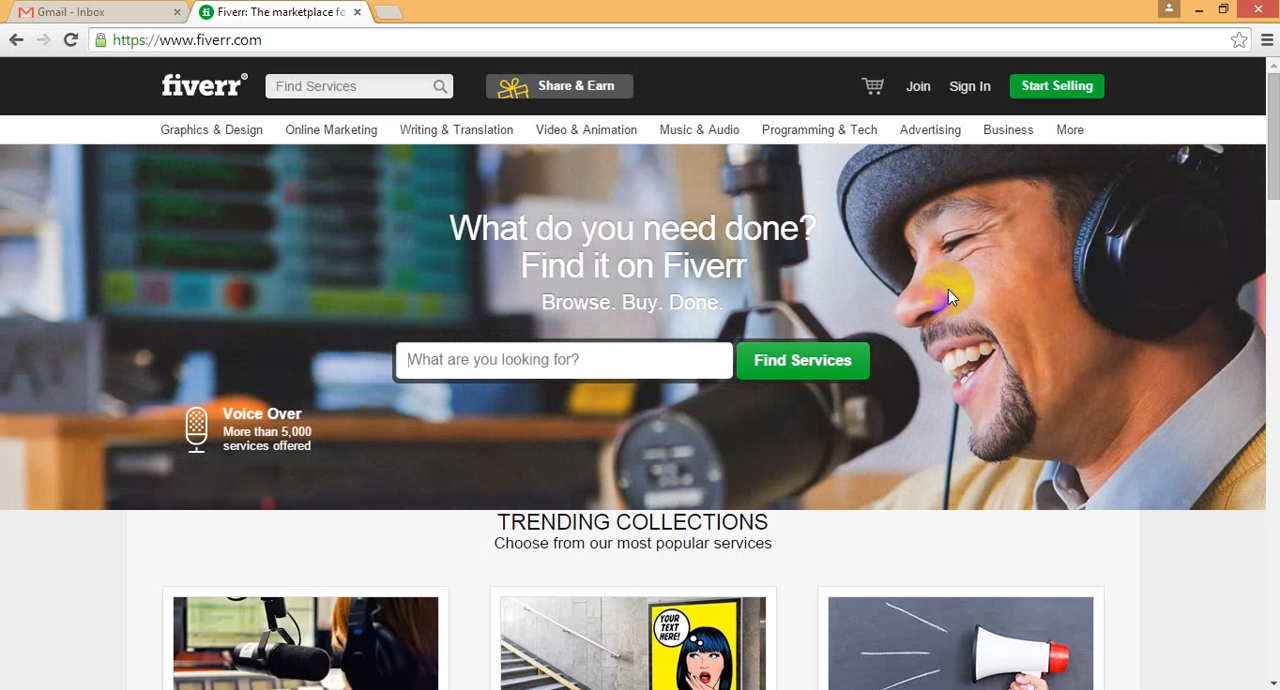 Gmail - Inbox
Fiverr: The marketplace fo
https://www.fiverr.com
fiverr®
Find Services
Share & Earn
Join
Sign In
Start Selling
Graphics & Design
Online Marketing
Writing & Translation
Video & Animation
Music & Audio
Programming & Tech
Advertising
Business
More
What do you need done?
Find it on Fiverr
Browse. Buy. Done.
What are you looking for?
Find Services
Voice Over
More than 5,000
services offered
TRENDING COLLECTIONS
Choose from our most popular services
YOUR
TEXT
HERE!